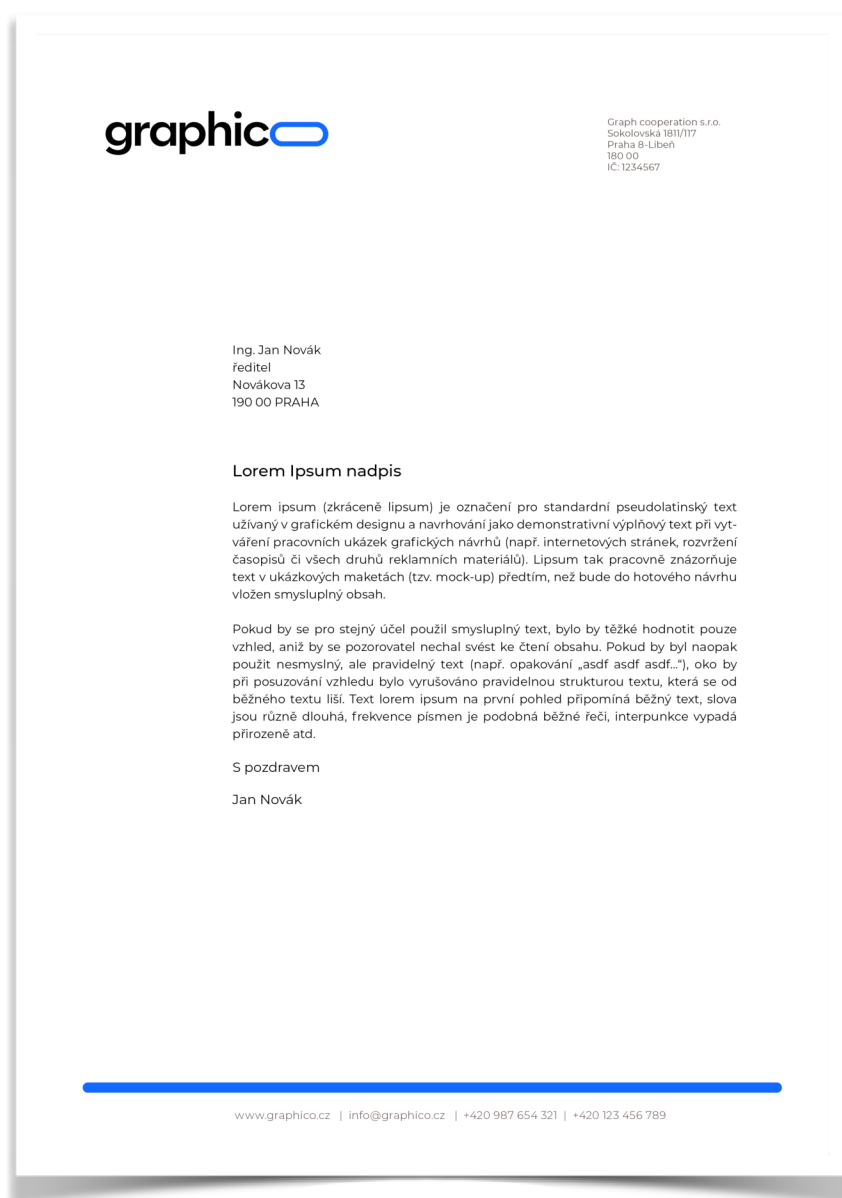 graphico
Graph cooperation s.r.o.
Sokolovská 1811/117
Praha 8-Libeň
180 00
IČ: 1234567
Ing. Jan Novák
ředitel
Novákova 13
190 00 PRAHA
Lorem Ipsum nadpis
Lorem ipsum (zkráceně lipsum) je označení pro standardní pseudolatinský text
užívaný v grafickém designu a navrhování jako demonstrativní výplňový text při vyt-
váření pracovních ukázek grafických návrhů (např. internetových stránek, rozvržení
časopisů či všech druhů reklamních materiálů). Lipsum tak pracovně znázorňuje
text v ukázkových maketách (tzv. mock-up) předtím, než bude do hotového návrhu
vložen smysluplný obsah.
Pokud by se pro stejný účel použil smysluplný text, bylo by těžké hodnotit pouze
vzhled, aniž by se pozorovatel nechal svést ke čtení obsahu. Pokud by byl naopak
použit nesmyslný, ale pravidelný text (např. opakování „asdf asdf asdf…“), oko by
při posuzování vzhledu bylo vyrušováno pravidelnou strukturou textu, která se od
běžného textu liší. Text lorem ipsum na první pohled připomíná běžný text, slova
jsou různě dlouhá, frekvence písmen je podobná běžné řeči, interpunkce vypadá
přirozeně atd.
S pozdravem
Jan Novák
www.graphico.cz | info@graphico.cz | +420 987 654 321 | +420 123 456 789